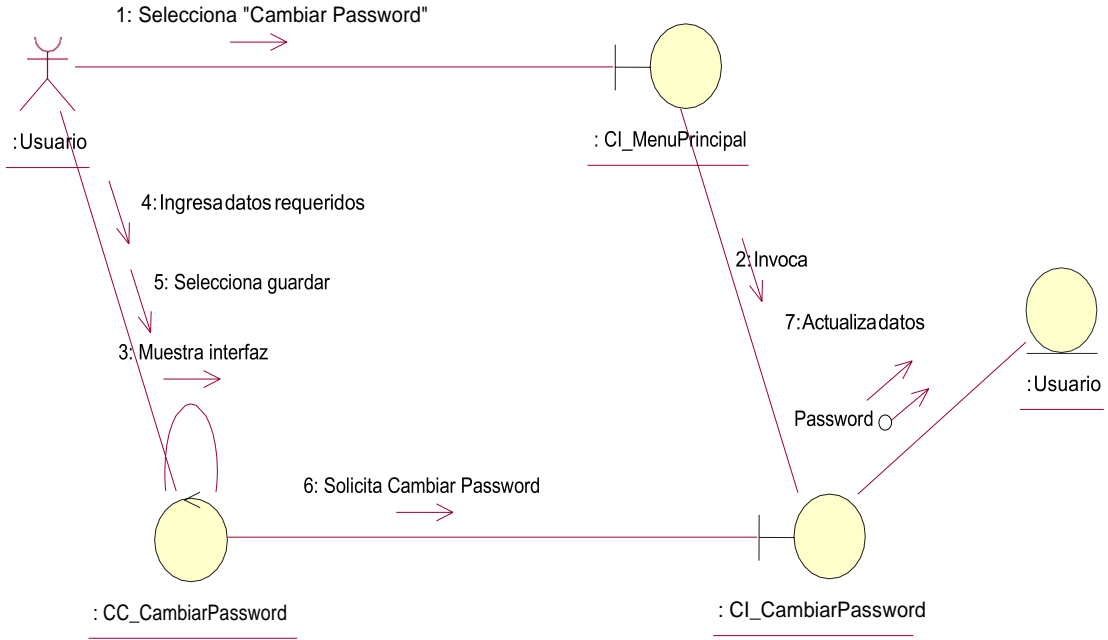 1: Selecciona "Cambiar Password"
:Usuario
: CI_MenuPrincipal
4:Ingresa datos requeridos
2:Invoca
5: Selecciona guardar
7:Actualiza datos
3: Muestra interfaz
:Usuario
Password
6: Solicita Cambiar Password
: CC_CambiarPassword
: CI_CambiarPassword